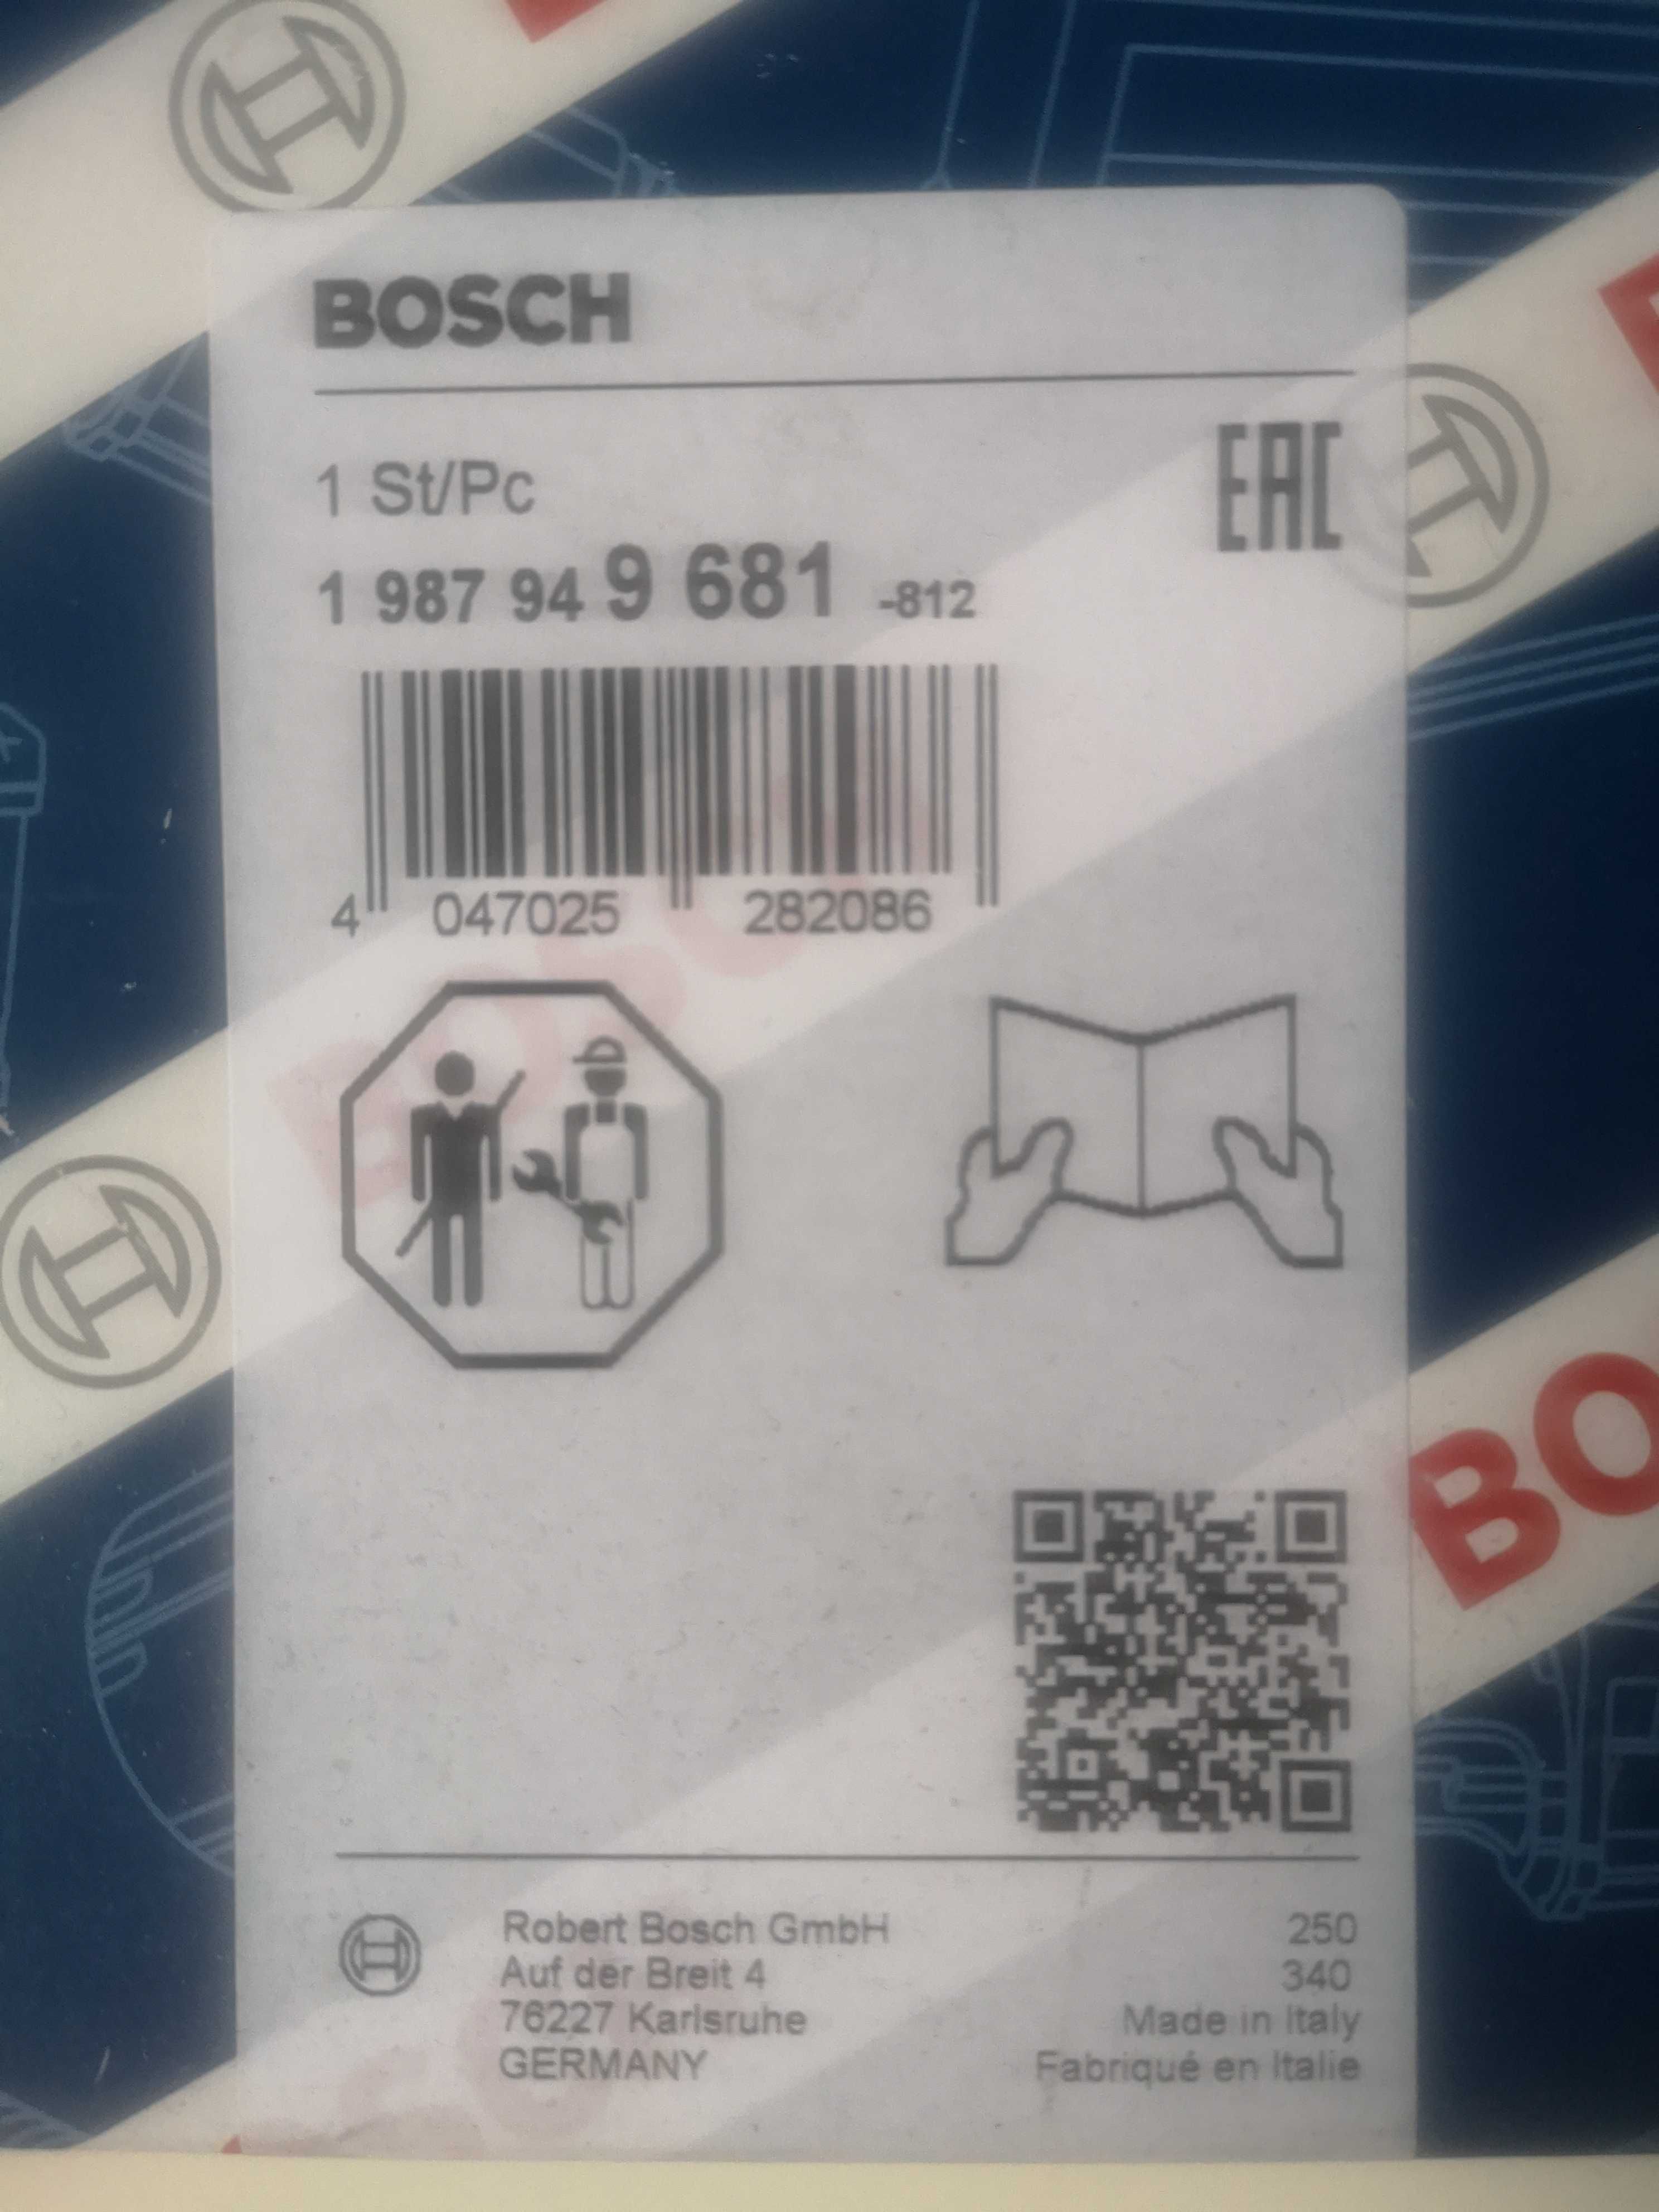 BOSCH
1 St/Pc
EAC
1 987 94 9 681 -812
4 047025 282086
BOSCH
BO
Robert Bosch GmbH
Auf der Breit 4
76227 Karlsruhe
GERMANY
250
340
Made in Italy
Fabriqué en Italie